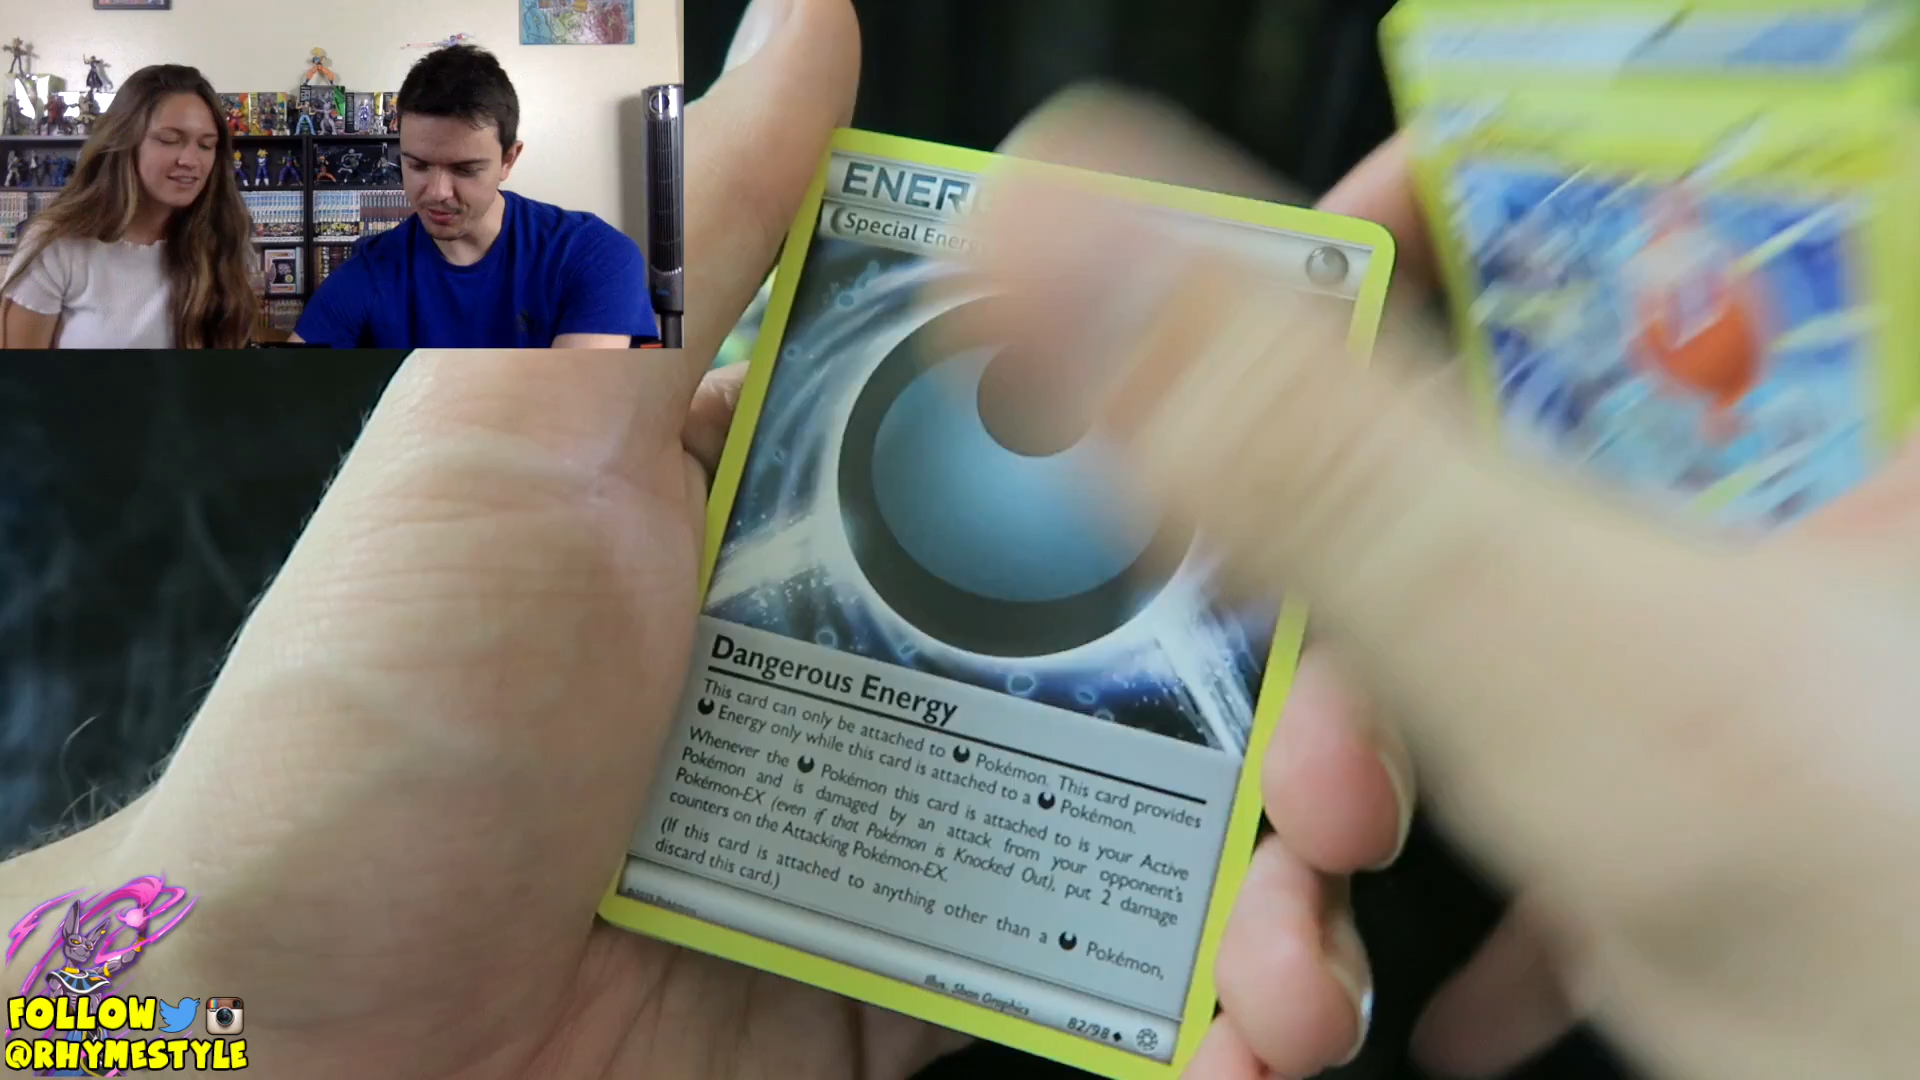 ENER
Special Energy
Dangerous Energy
This card can only be attached to Pokémon. This card provides
Energy only while this card is attached to a Pokémon.
Whenever the Pokémon this card is attached to is your Active
Pokémon and is damaged by an attack from your opponent's
Pokémon-EX (even if that Pokémon is Knocked Out), put 2 damage
counters on the Attacking Pokémon-EX.
(If this card is attached to anything other than a Pokémon,
discard this card.)
©2015 Pokémon
Illus. 5ban Graphics
82/98
FOLLOW
@RHYMESTYLE